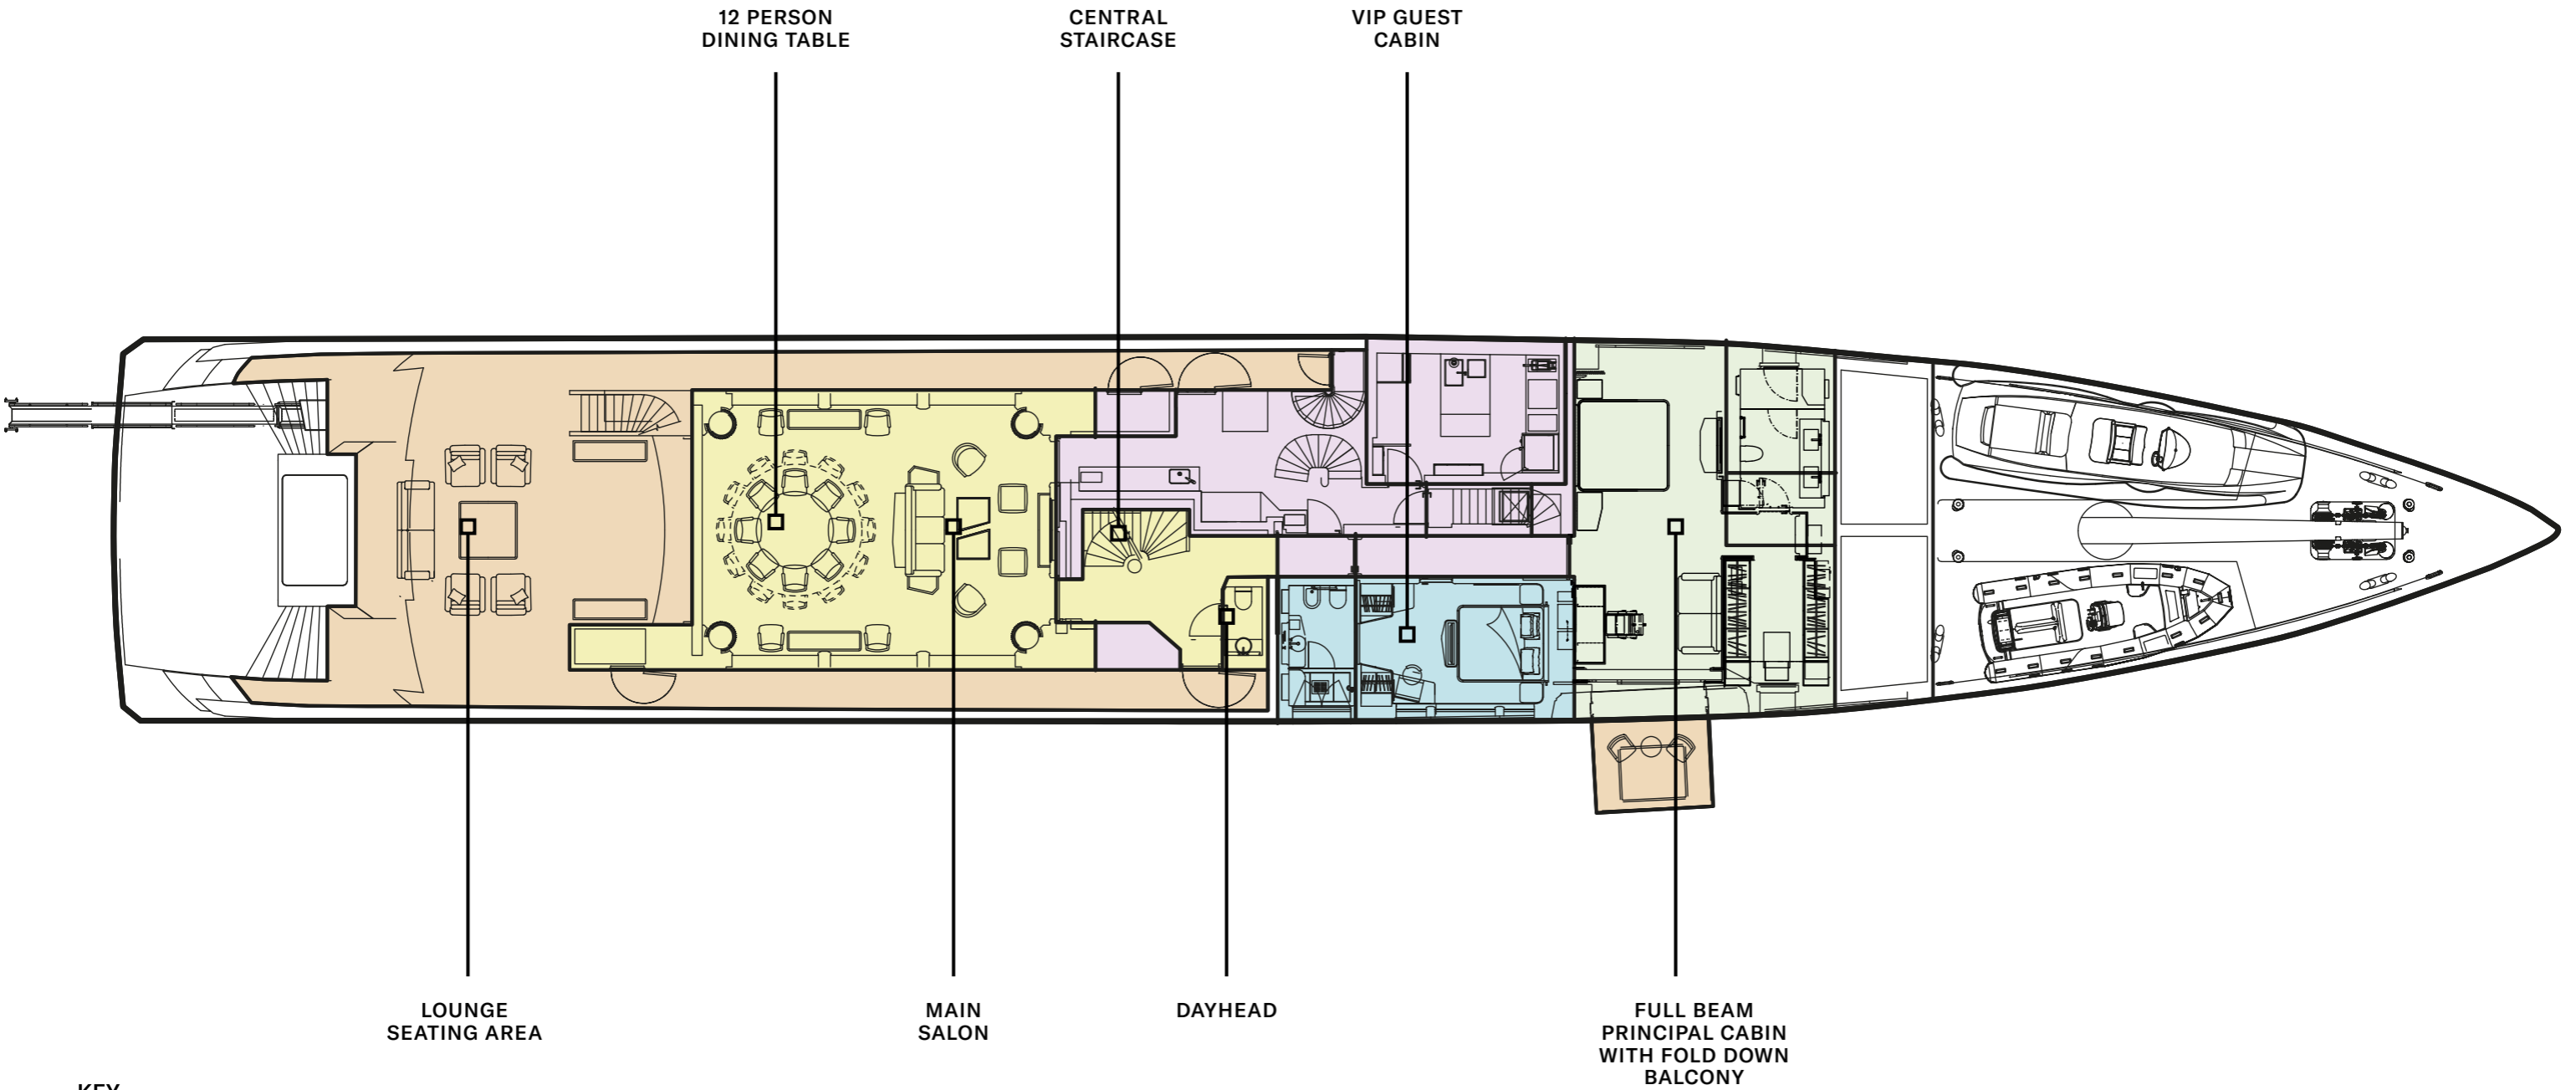 12 PERSON
DINING TABLE
CENTRAL
STAIRCASE
VIP GUEST
CABIN
LOUNGE
SEATING AREA
MAIN
SALON
DAYHEAD
FULL BEAM
PRINCIPAL CABIN
WITH FOLD DOWN
BALCONY
KEY